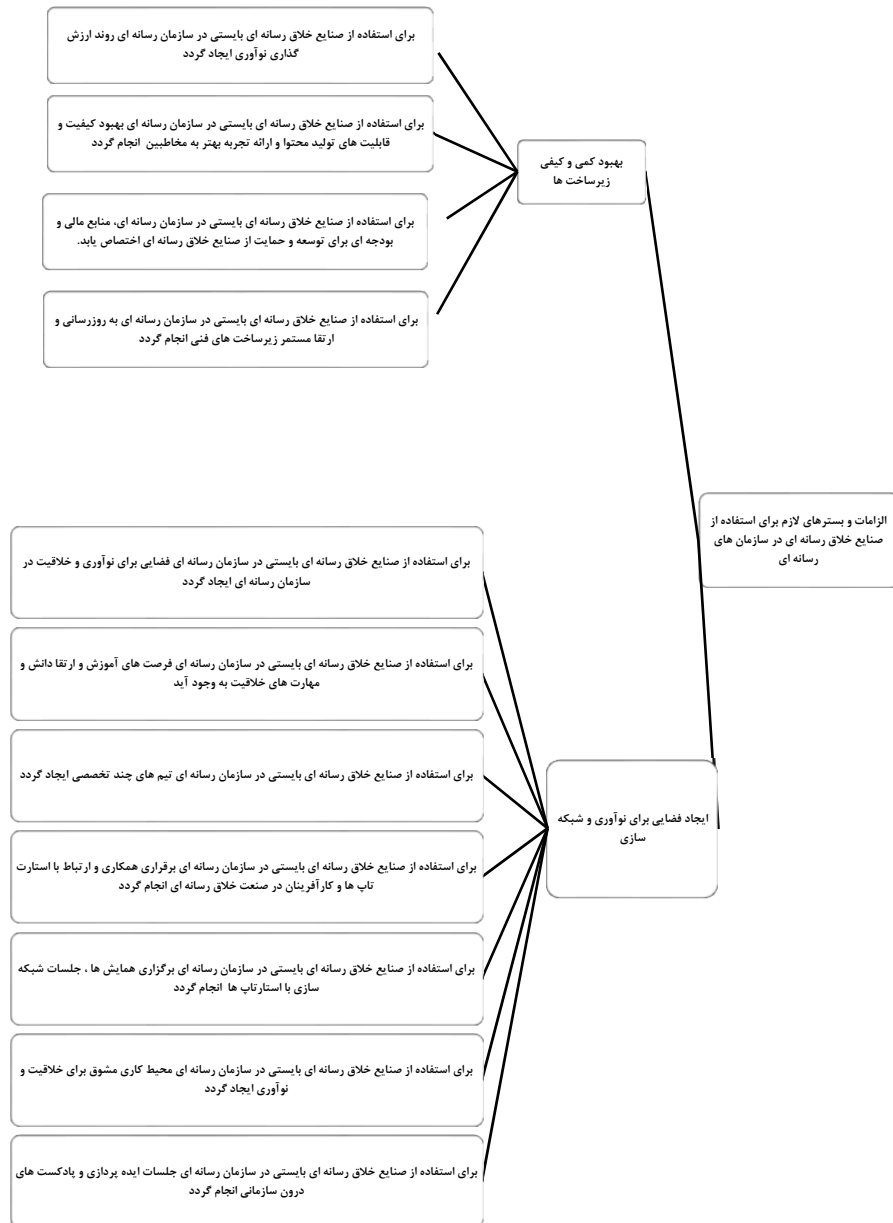 برای استفاده از صنایع خلاق رسانه ای بایستی در سازمان رسانه ای روند ارزش
گذاری نوآوری ایجاد گردد
برای استفاده از صنایع خلاق رسانه ای بایستی در سازمان رسانه ای بهبود کیفیت و
قابلیت های تولید محتوا و ارائه تجربه بهتر به مخاطبین انجام گردد
بهبود کمی و کیفی
زیرساخت ها
برای استفاده از صنایع خلاق رسانه ای بایستی در سازمان رسانه ای، منابع مالی و
بودجه ای برای توسعه و حمایت از صنایع خلاق رسانه ای اختصاص یابد.
برای استفاده از صنایع خلاق رسانه ای بایستی در سازمان رسانه ای به روزرسانی و
ارتقا مستمر زیرساخت های فنی انجام گردد
الزامات و بسترهای لازم برای استفاده از
صنایع خلاق رسانه ای در سازمان های
رسانه ای
برای استفاده از صنایع خلاق رسانه ای بایستی در سازمان رسانه ای فضایی برای نوآوری و خلاقیت در
سازمان رسانه ای ایجاد گردد
برای استفاده از صنایع خلاق رسانه ای بایستی در سازمان رسانه ای فرصت های آموزش و ارتقا دانش و
مهارت های خلاقیت به وجود آید
برای استفاده از صنایع خلاق رسانه ای بایستی در سازمان رسانه ای تیم های چند تخصصی ایجاد گردد
ایجاد فضایی برای نوآوری و شبکه
سازی
برای استفاده از صنایع خلاق رسانه ای بایستی در سازمان رسانه ای برقراری همکاری و ارتباط با استارت
تاپ ها و کارآفرینان در صنعت خلاق رسانه ای انجام گردد
برای استفاده از صنایع خلاق رسانه ای بایستی در سازمان رسانه ای برگزاری همایش ها ، جلسات شبکه
سازی با استارتاپ ها انجام گردد
برای استفاده از صنایع خلاق رسانه ای بایستی در سازمان رسانه ای محیط کاری مشوق برای خلاقیت و
نوآوری ایجاد گردد
برای استفاده از صنایع خلاق رسانه ای بایستی در سازمان رسانه ای جلسات ایده پردازی و پادکست های
درون سازمانی انجام گردد